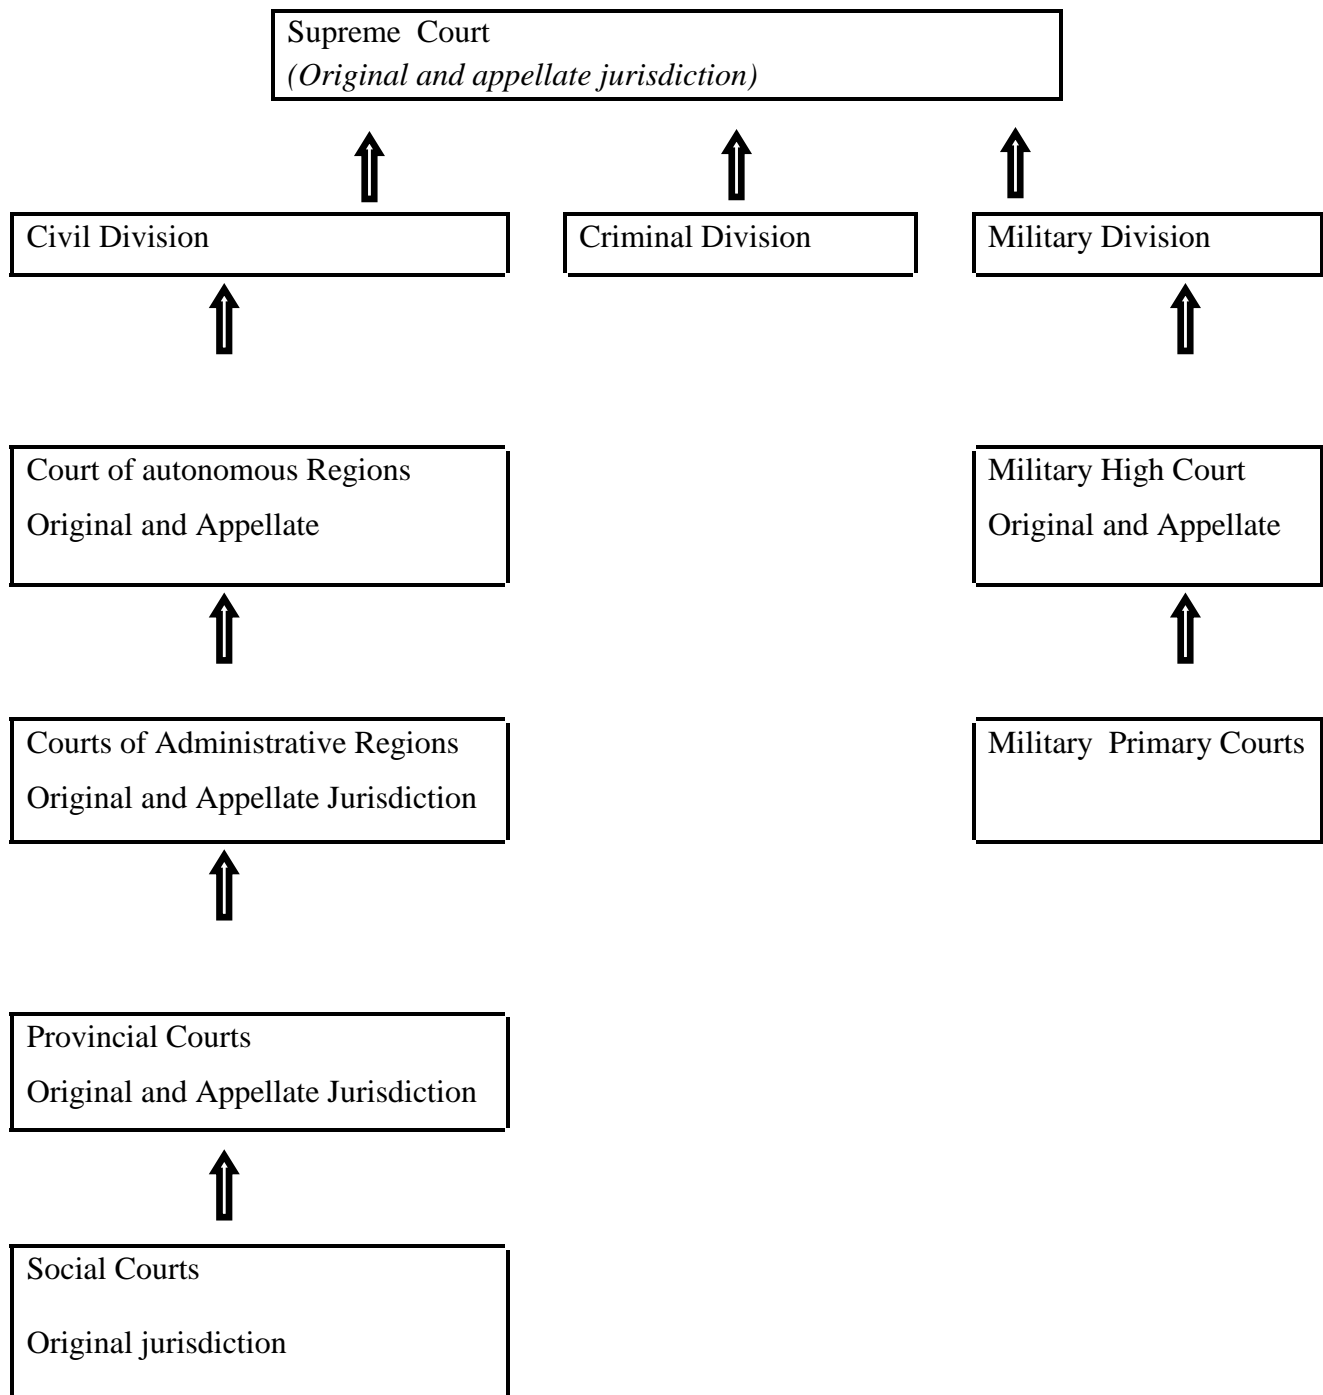 Supreme Court
(Original and appellate jurisdiction)
Civil Division
Criminal Division
Military Division
Court of autonomous Regions
Original and Appellate
Military High Court
Original and Appellate
Courts of Administrative Regions
Original and Appellate Jurisdiction
Military Primary Courts
Provincial Courts
Original and Appellate Jurisdiction
Social Courts
Original jurisdiction